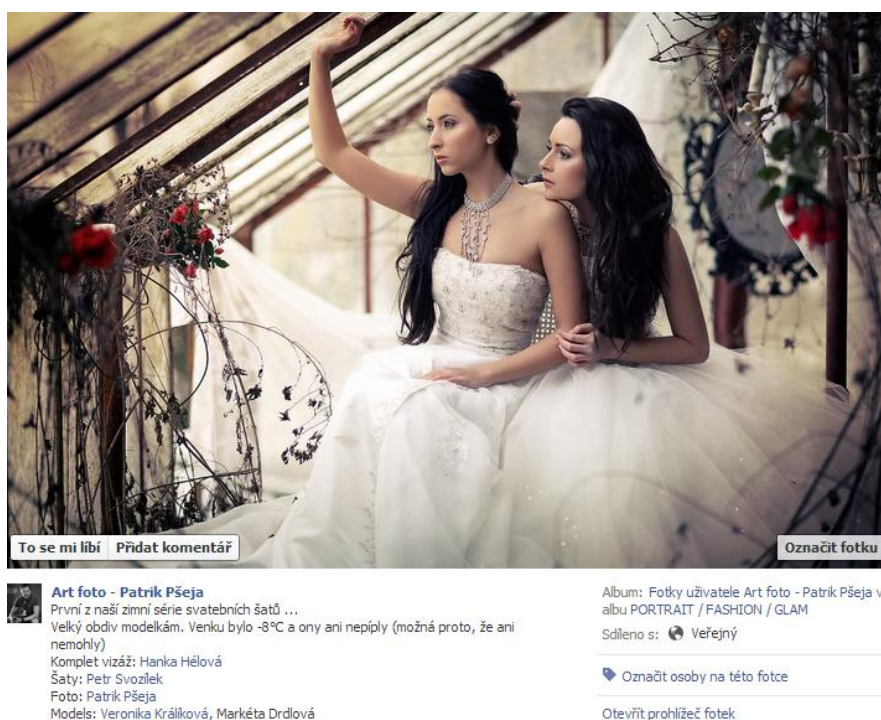 To se mi líbí Přidat komentář
Označit fotku
Art foto - Patrik Pšeja
První z naší zimní série svatebních šatů ...
Velký obdiv modelkám. Venku bylo -8°C a ony ani nepíply (možná proto, že ani
nemohly)
Komplet vizáž: Hanka Hélová
Šaty: Petr Svozílek
Foto: Patrik Pšeja
Models: Veronika Králíková, Markéta Drdlová
Album: Fotky uživatele Art foto - Patrik Pšeja v
albu PORTRAIT / FASHION / GLAM
Sdíleno s: Veřejný
Označit osoby na této fotce
Otevřít prohlížeč fotek